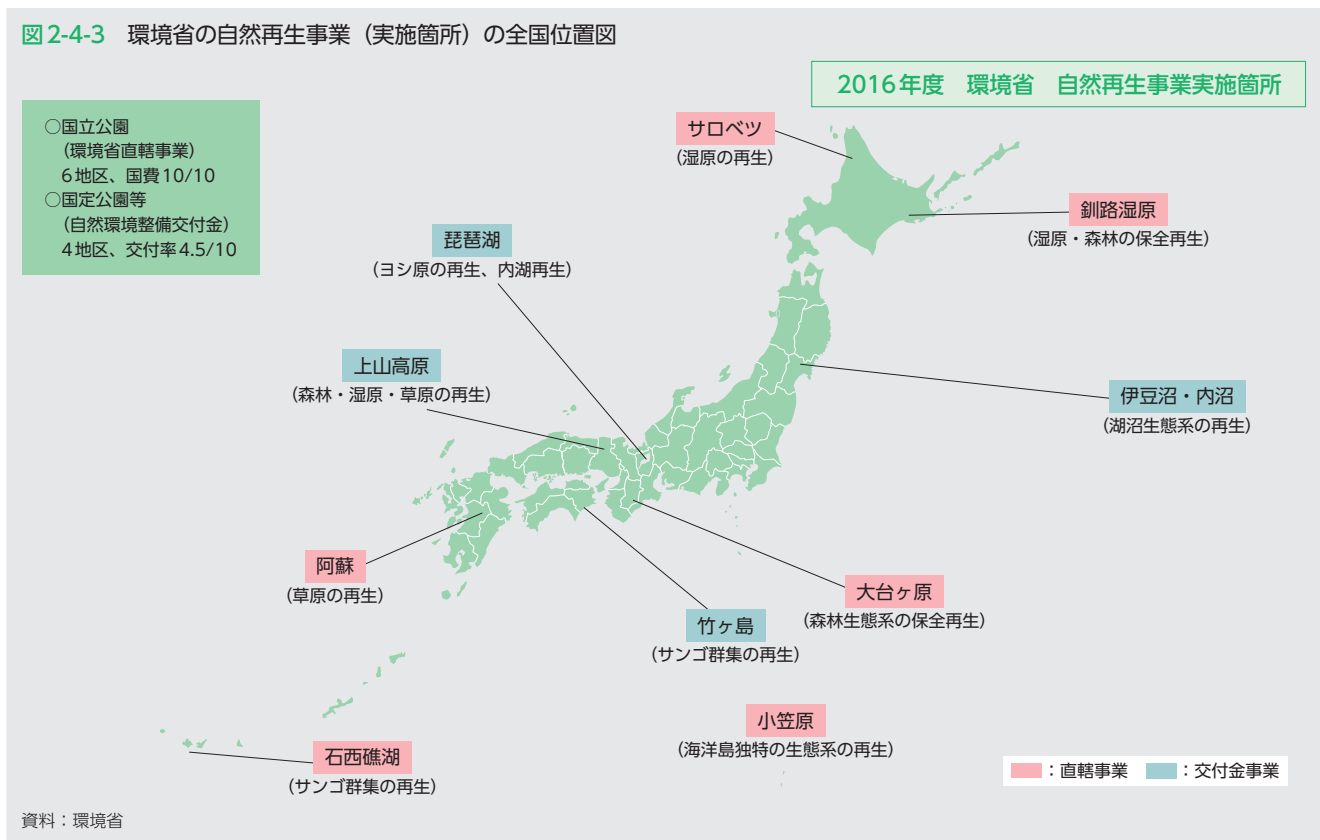 図2-4-3 環境省の自然再生事業（実施箇所）の全国位置図
2016年度 環境省 自然再生事業実施箇所
○国立公園
（環境省直轄事業）
6地区、国費10/10
○国定公園等
（自然環境整備交付金）
4地区、交付率4.5/10
サロベツ
（湿原の再生）
釧路湿原
（湿原・森林の保全再生）
琵琶湖
（ヨシ原の再生、内湖再生）
上山高原
（森林・湿原・草原の再生）
伊豆沼・内沼
（湖沼生態系の再生）
阿蘇
（草原の再生）
大台ヶ原
（森林生態系の保全再生）
竹ヶ島
（サンゴ群集の再生）
小笠原
（海洋島独特の生態系の再生）
石西礁湖
（サンゴ群集の再生）
：直轄事業 ：交付金事業
資料：環境省